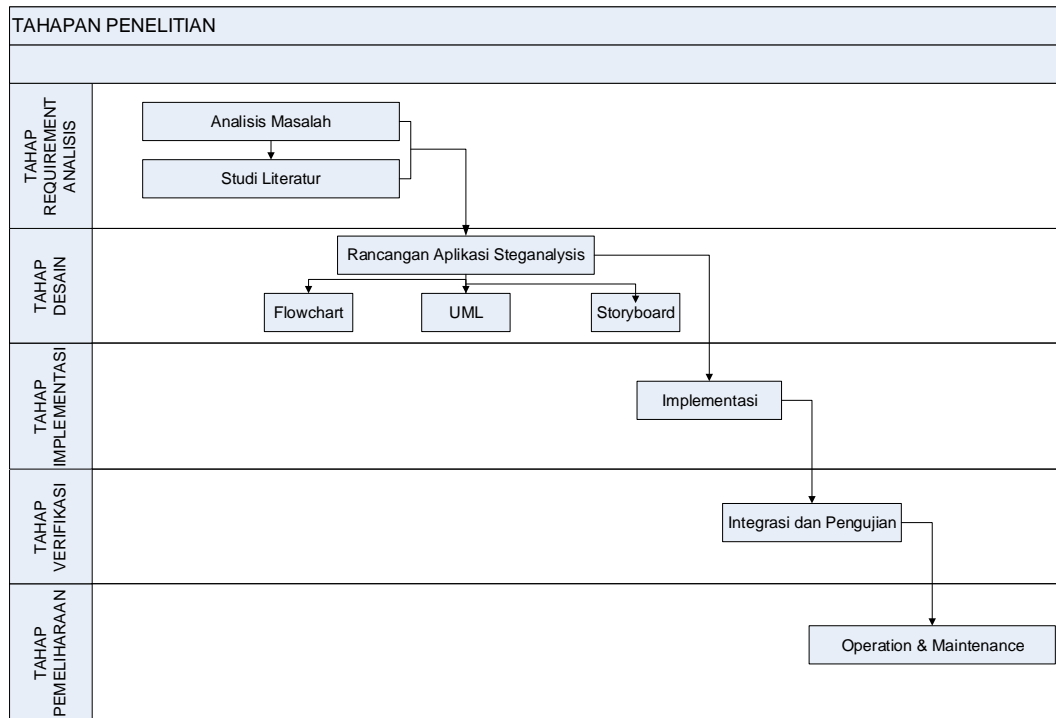 TAHAPAN PENELITIAN
TAHAP
REQUIREMENT
ANALISIS
Analisis Masalah
Studi Literatur
TAHAP
DESAIN
Rancangan Aplikasi Steganalysis
Flowchart
UML
Storyboard
TAHAP
IMPLEMENTASI
Implementasi
TAHAP
VERIFIKASI
Integrasi dan Pengujian
TAHAP
PEMELIHARAAN
Operation & Maintenance